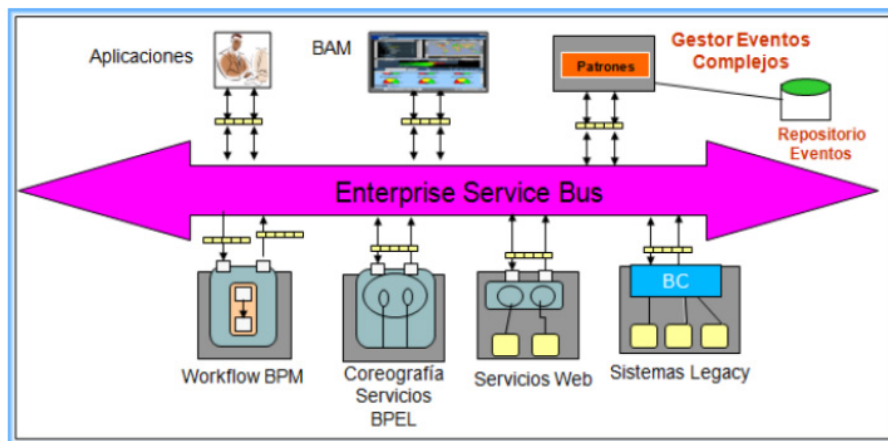 Aplicaciones
BAM
Patrones
Gestor Eventos
Complejos
Repositorio
Eventos
Enterprise Service Bus
BC
Workflow BPM
Coreografía
Servicios
BPEL
Servicios Web
Sistemas Legacy